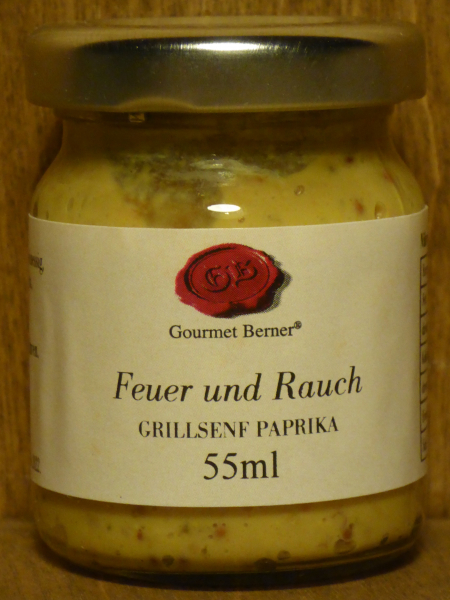 GB
Gourmet Berner®
Feuer und Rauch
GRILLSENF PAPRIKA
55ml